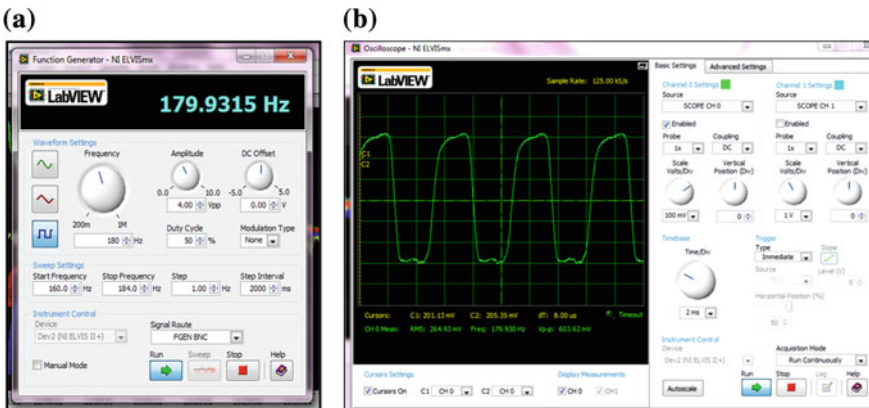 (a)
(b)
Function Generator - NI ELVISmx
LabVIEW
179.9315 Hz
Waveform Settings
Frequency
Amplitude
DC Offset
0.0
10.0
-5.0
5.0
4.00 Vpp
0.00 V
200m
1M
180 Hz
Duty Cycle
50 %
Modulation Type
None
Sweep Settings
Start Frequency
Stop Frequency
Step
Step Interval
160.0 Hz
184.0 Hz
1.00 Hz
2000 ms
Instrument Control
Device
Signal Route
Dev2 (NI ELVIS II+)
FGEN BNC
Manual Mode
Run
Sweep
Stop
Help
Oscilloscope - NI ELVISmx
LabVIEW
Sample Rate: 125.00 kS/s
C1
C2
Cursors: C1: 201.13 mV C2: 205.35 mV dT: 8.00 us Timeout
CH 0 Meas: RMS: 264.93 mV Freq: 179.930 Hz Vp-p: 603.62 mV
Cursors Settings
Cursors On C1 CH 0 C2 CH 0
Display Measurements
CH 0 CH1
Basic Settings
Advanced Settings
Channel 0 Settings
Channel 1 Settings
Source
Source
SCOPE CH 0
SCOPE CH 1
Enabled
Enabled
Probe
Coupling
Probe
Coupling
1x
DC
1x
DC
Scale
Volts/Div
Vertical
Position (Div)
Scale
Volts/Div
Vertical
Position (Div)
100 mV
0
1 V
0
Timebase
Time/Div
2 ms
Trigger
Type
Immediate
Slope
Source
Level (V)
0
Horizontal Position (%)
50
Instrument Control
Device
Dev2 (NI ELVIS II+)
Acquisition Mode
Run Continuously
Autoscale
Run
Stop
Log
Help